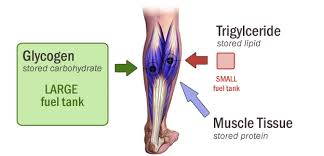 Glycogen
stored carbohydrate
LARGE
fuel tank
Trigylceride
stored lipid
SMALL
fuel tank
Muscle Tissue
stored protein